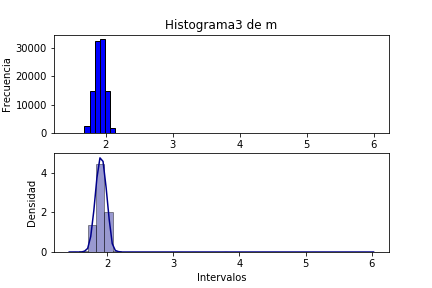 Histograma3 de m
Frecuencia
30000
20000
10000
0
2 3 4 5 6
Densidad
4
2
0
2 3 4 5 6
Intervalos